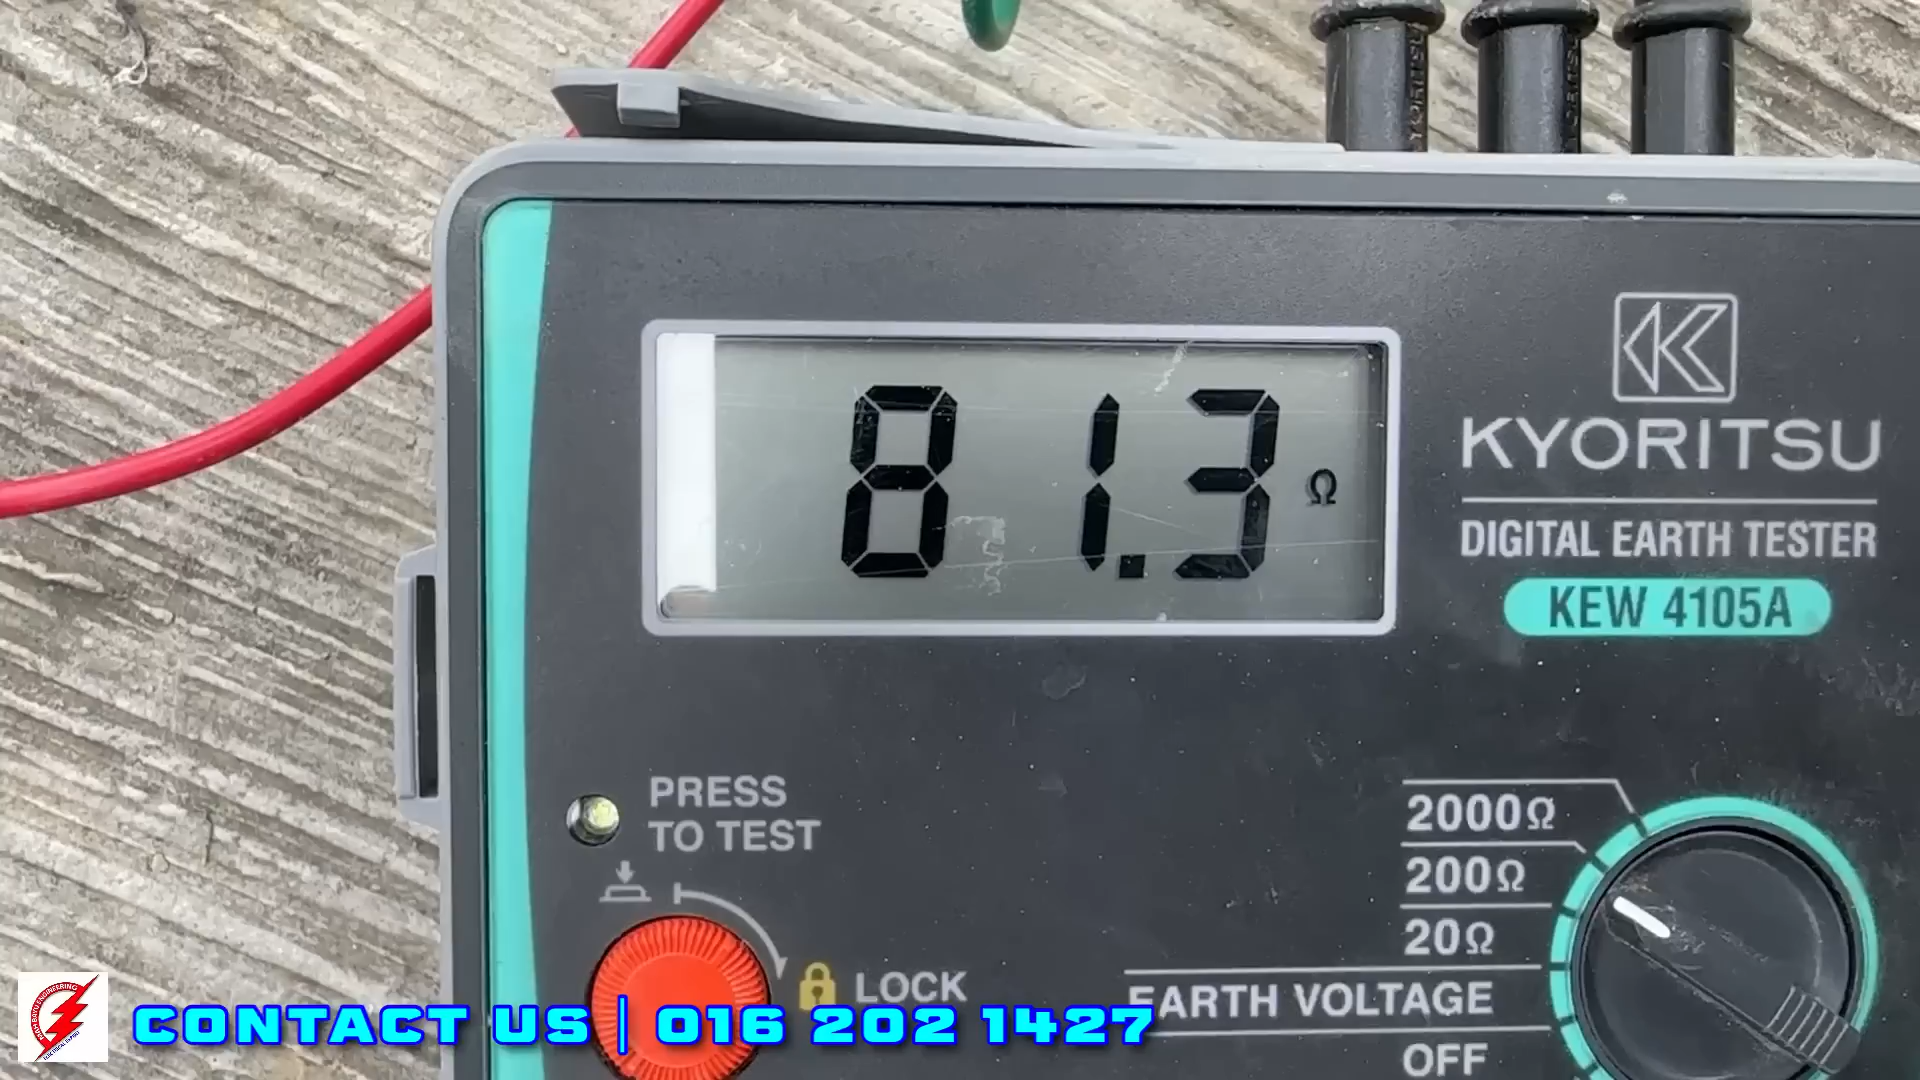 81.3 Ω
KYORITSU
DIGITAL EARTH TESTER
KEW 4105A
PRESS
TO TEST
LOCK
2000Ω
200Ω
20Ω
EARTH VOLTAGE
OFF
CONTACT US | 016 202 1427